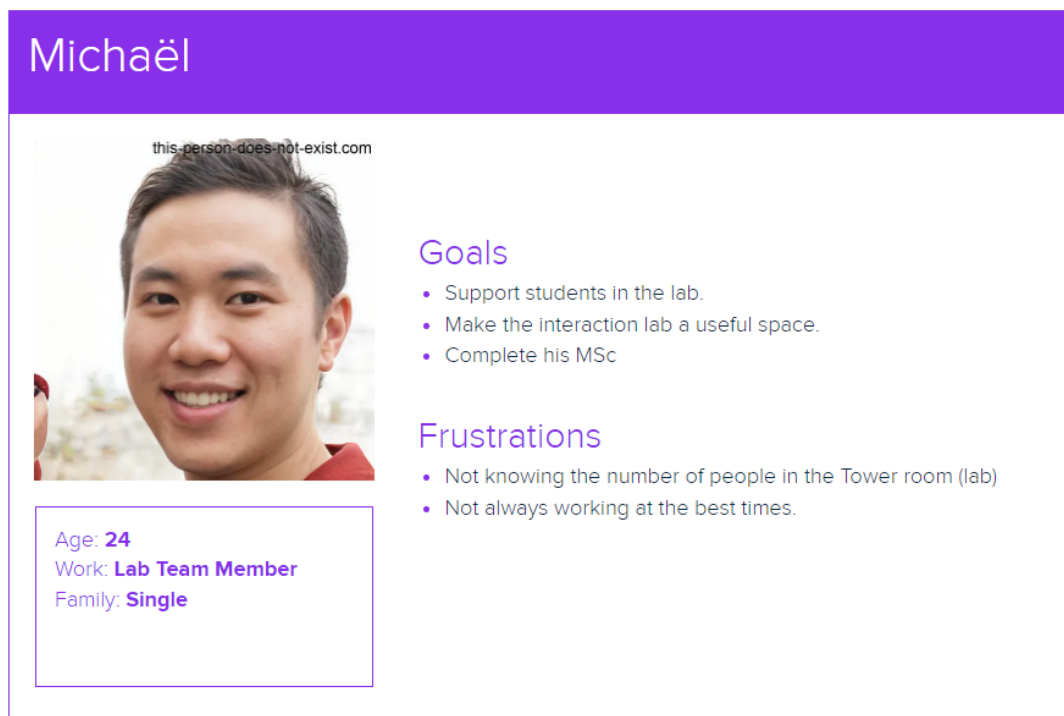 Michaël
this-person-does-not-exist.com
Goals
• Support students in the lab.
• Make the interaction lab a useful space.
• Complete his MSc
Frustrations
• Not knowing the number of people in the Tower room (lab)
• Not always working at the best times.
Age: 24
Work: Lab Team Member
Family: Single